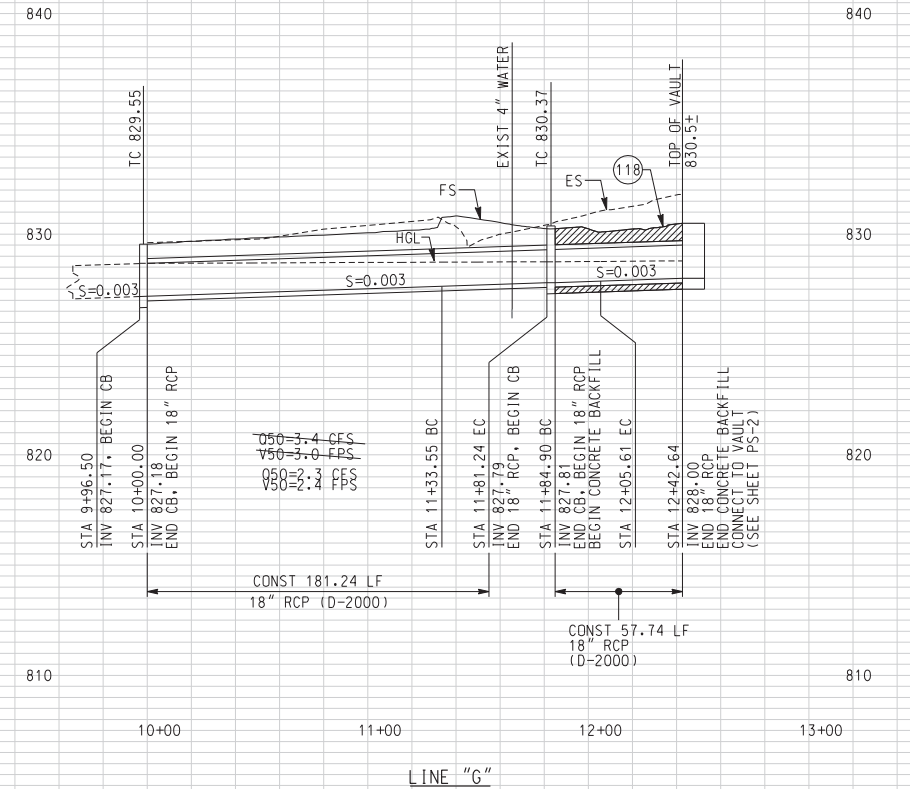 840
840
TC 829.55
EXIST 4" WATER
TC 830.37
TOP OF VAULT
830.5±
118
ES
FS
830
830
HGL
S=0.003
S=0.003
S=0.003
STA 9+96.50
INV 827.17, BEGIN CB
STA 10+00.00
INV 827.18
END CB, BEGIN 18" RCP
Q50=3.4 CFS
V50=3.0 FPS
Q50=2.3 CFS
V50=2.4 FPS
STA 11+33.55 BC
STA 11+81.24 EC
INV 827.79
END 18" RCP, BEGIN CB
STA 11+84.90 BC
INV 827.81
END CB, BEGIN 18" RCP
BEGIN CONCRETE BACKFILL
STA 12+05.61 EC
STA 12+42.64
INV 828.00
END 18" RCP
END CONCRETE BACKFILL
CONNECT TO VAULT
(SEE SHEET PS-2)
820
820
CONST 181.24 LF
18" RCP (D-2000)
CONST 57.74 LF
18" RCP
(D-2000)
810
810
10+00
11+00
12+00
13+00
LINE "G"